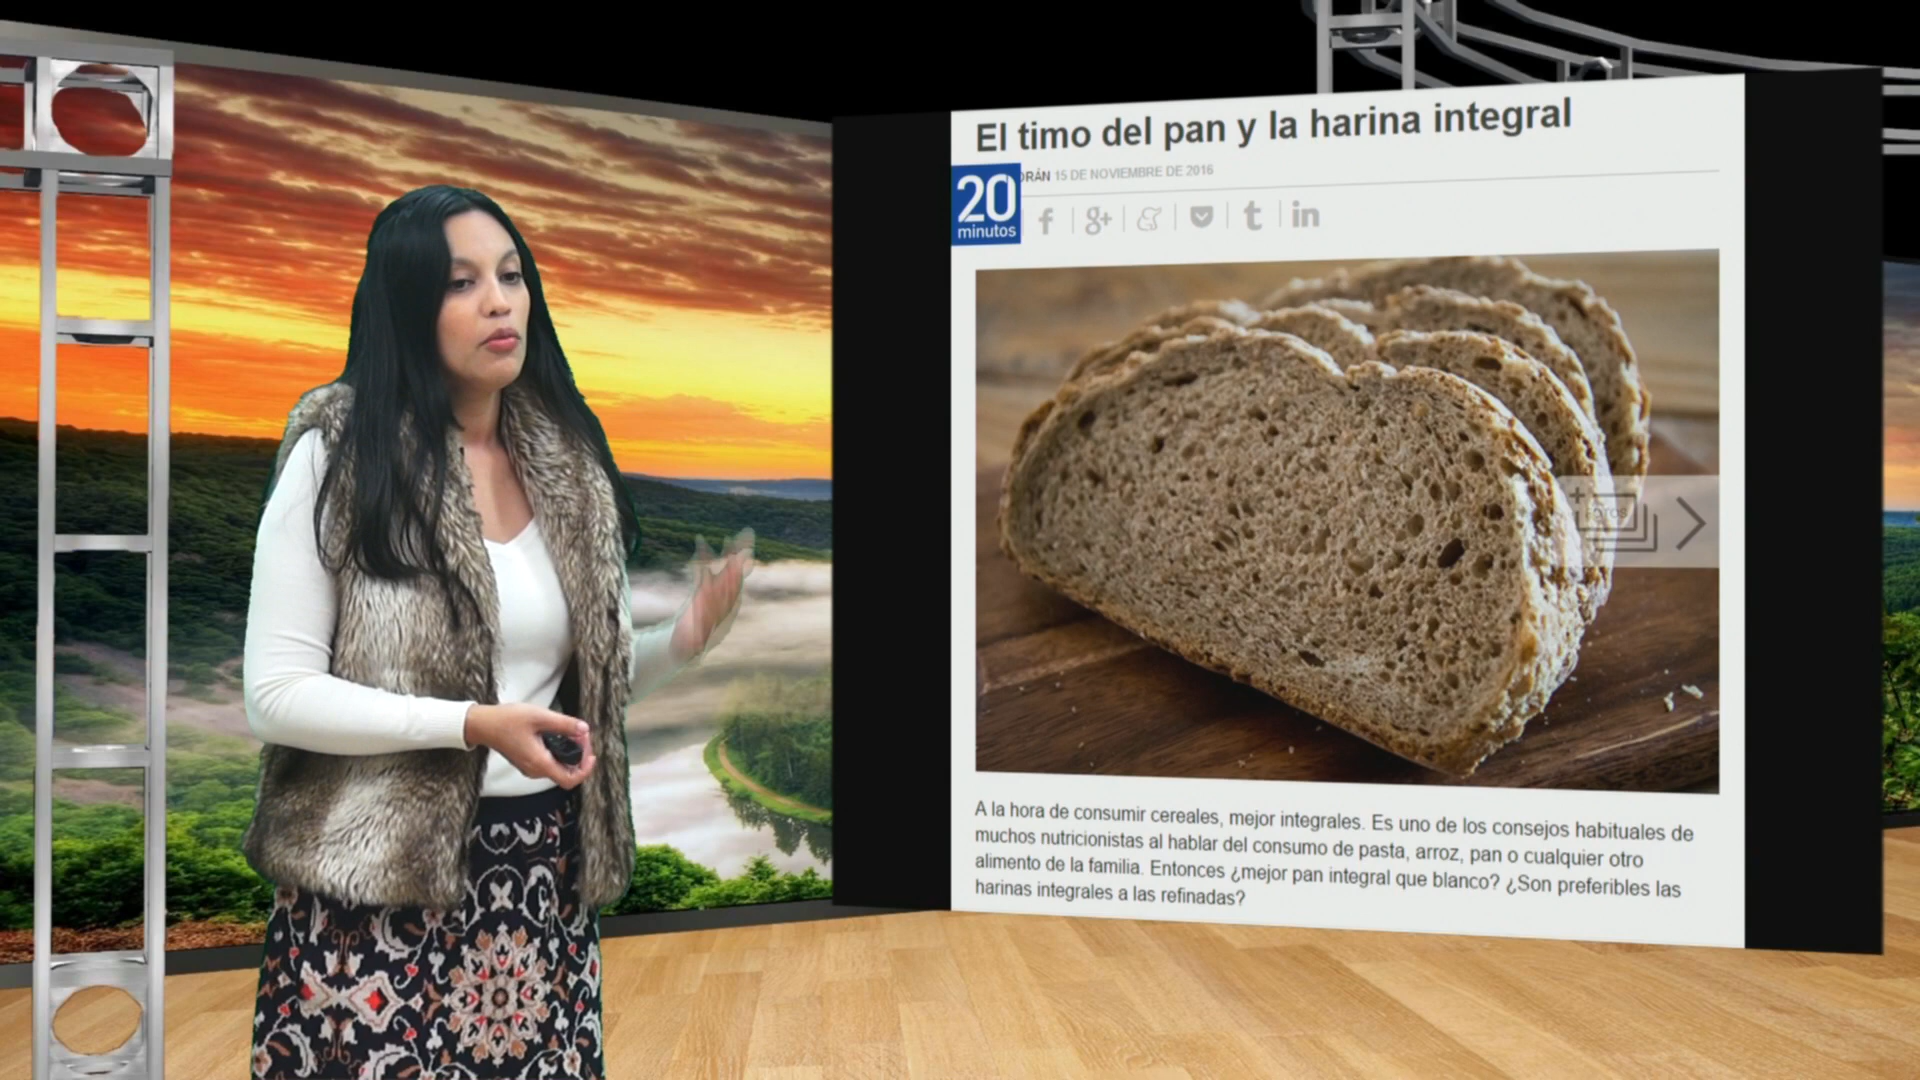 El timo del pan y la harina integral
ORÁN 15 DE NOVIEMBRE DE 2016
20
minutos
f g+ t in
FOTOS
A la hora de consumir cereales, mejor integrales. Es uno de los consejos habituales de
muchos nutricionistas al hablar del consumo de pasta, arroz, pan o cualquier otro
alimento de la familia. Entonces ¿mejor pan integral que blanco? ¿Son preferibles las
harinas integrales a las refinadas?